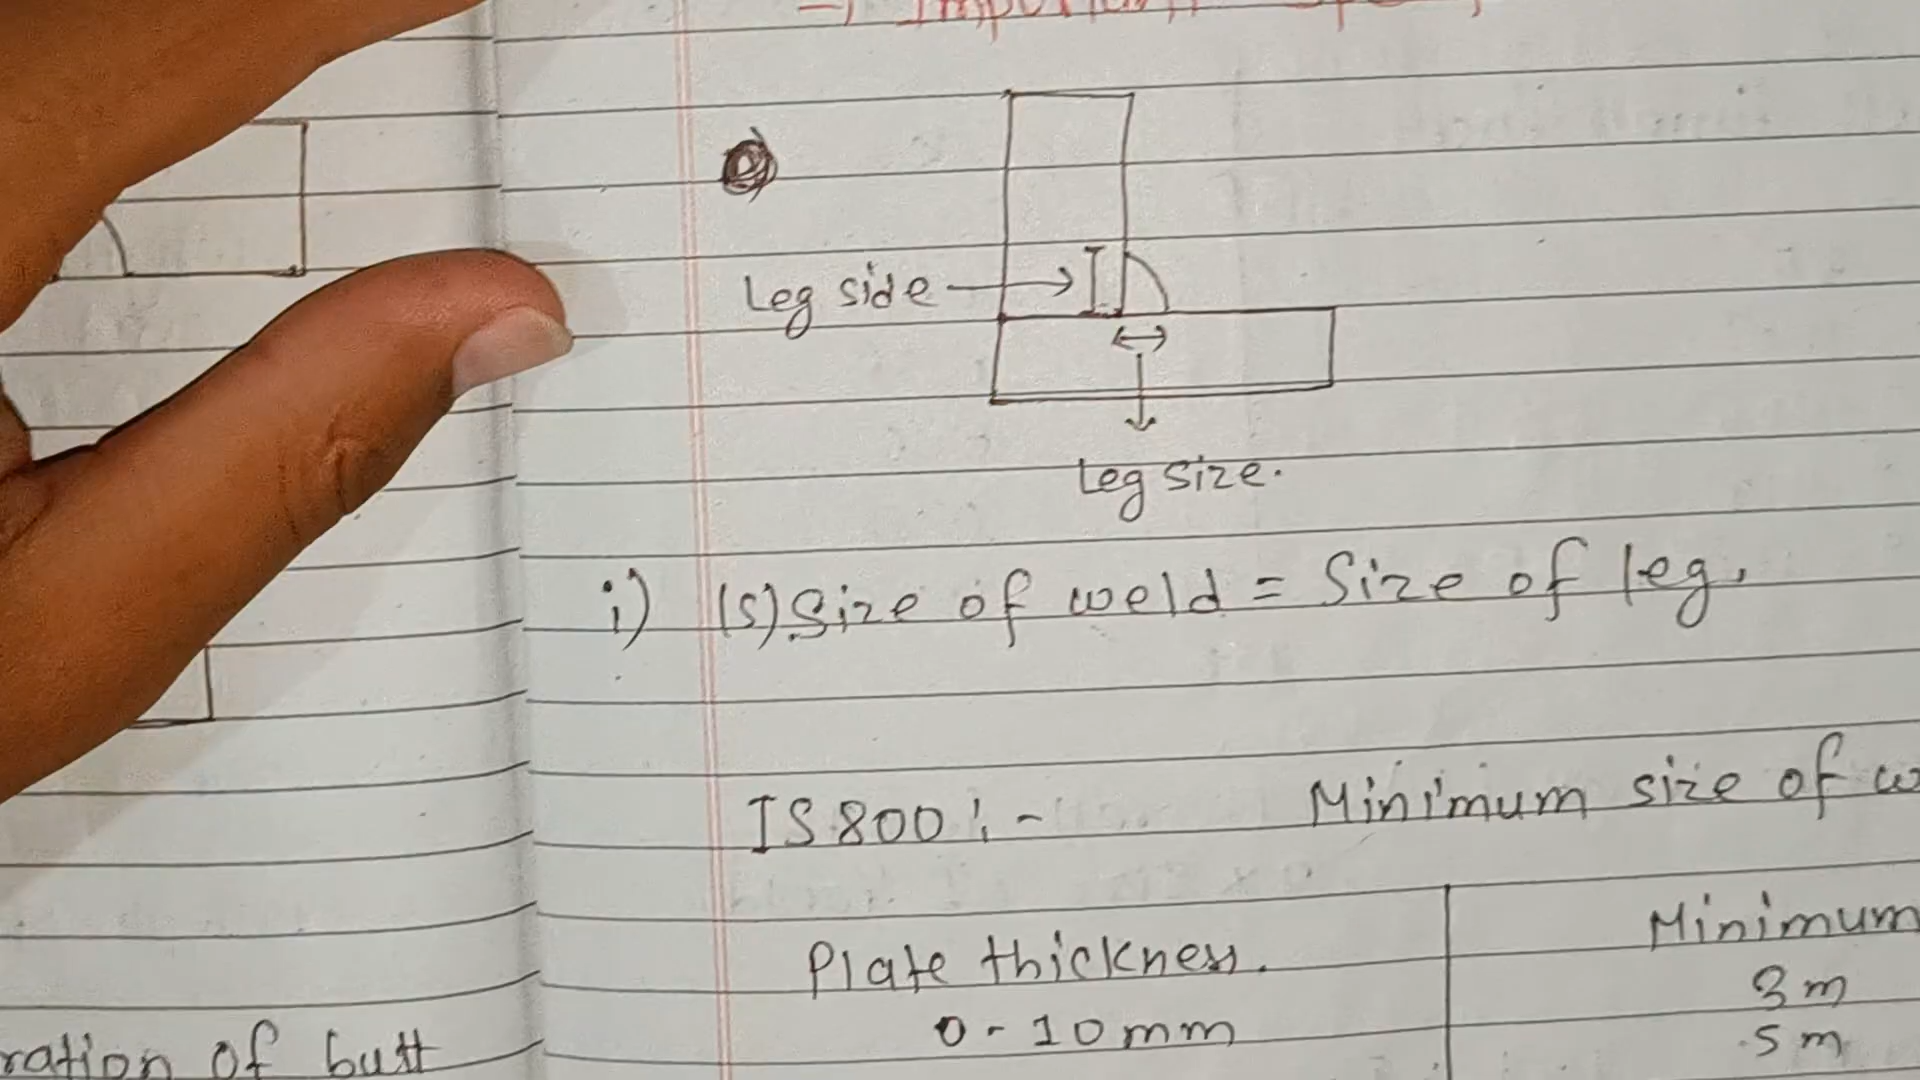 Leg side
Leg size.
i) (S) Size of weld = Size of leg.
IS 800 :- Minimum size of
Plate thickness. Minimum
0 - 10 mm 3 m
5 m
of butt